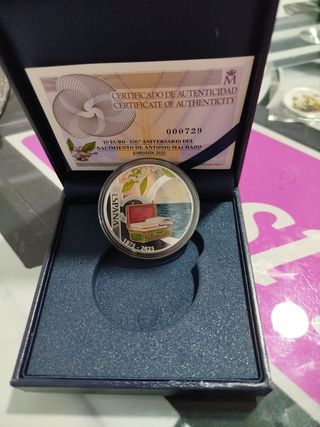 CERTIFICADO DE AUTENTICIDAD
CERTIFICATE OF AUTHENTICITY
000729
10 EURO - 150.º ANIVERSARIO DEL
NACIMIENTO DE ANTONIO MACHADO
EMISIÓN 2025
ESPAÑA
1875 - 2025
st